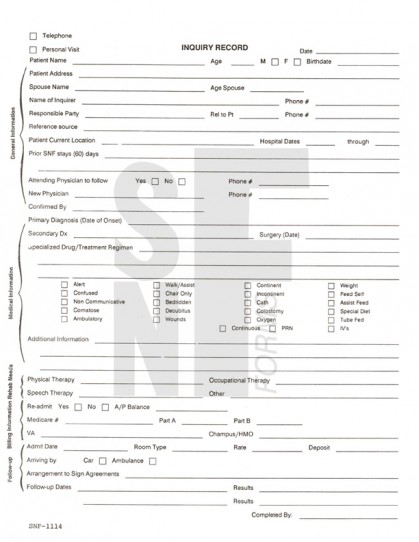 Telephone
Personal Visit
INQUIRY RECORD
Date
Patient Name Age M F Birthdate
Patient Address
Spouse Name Age Spouse
Name of Inquirer Phone #
Responsible Party Rel to Pt Phone #
Reference source
Patient Current Location Hospital Dates through
Prior SNF stays (60) days
Attending Physician to follow Yes No Phone #
New Physician Phone #
Confirmed By
General Information
Primary Diagnosis (Date of Onset)
Secondary Dx Surgery (Date)
Specialized Drug/Treatment Regimen
Alert Walk/Assist Continent Weight
Confused Chair Only Incontinent Feed Self
Non Communicative Bedridden Cath Assist Feed
Comatose Decubitus Colostomy Special Diet
Ambulatory Wounds Oxygen Tube Fed
Continuous PRN IV's
Additional Information
Medical Information
Physical Therapy Occupational Therapy
Speech Therapy Other
Rehab Needs
Re-admit Yes No A/P Balance
Medicare # Part A Part B
VA Champus/HMO
Billing Information
Admit Date Room Type Rate Deposit
Arriving by Car Ambulance
Arrangement to Sign Agreements
Follow-up Dates Results
Results
Follow-up
Completed By:
SNF-1114
SNF
FOR